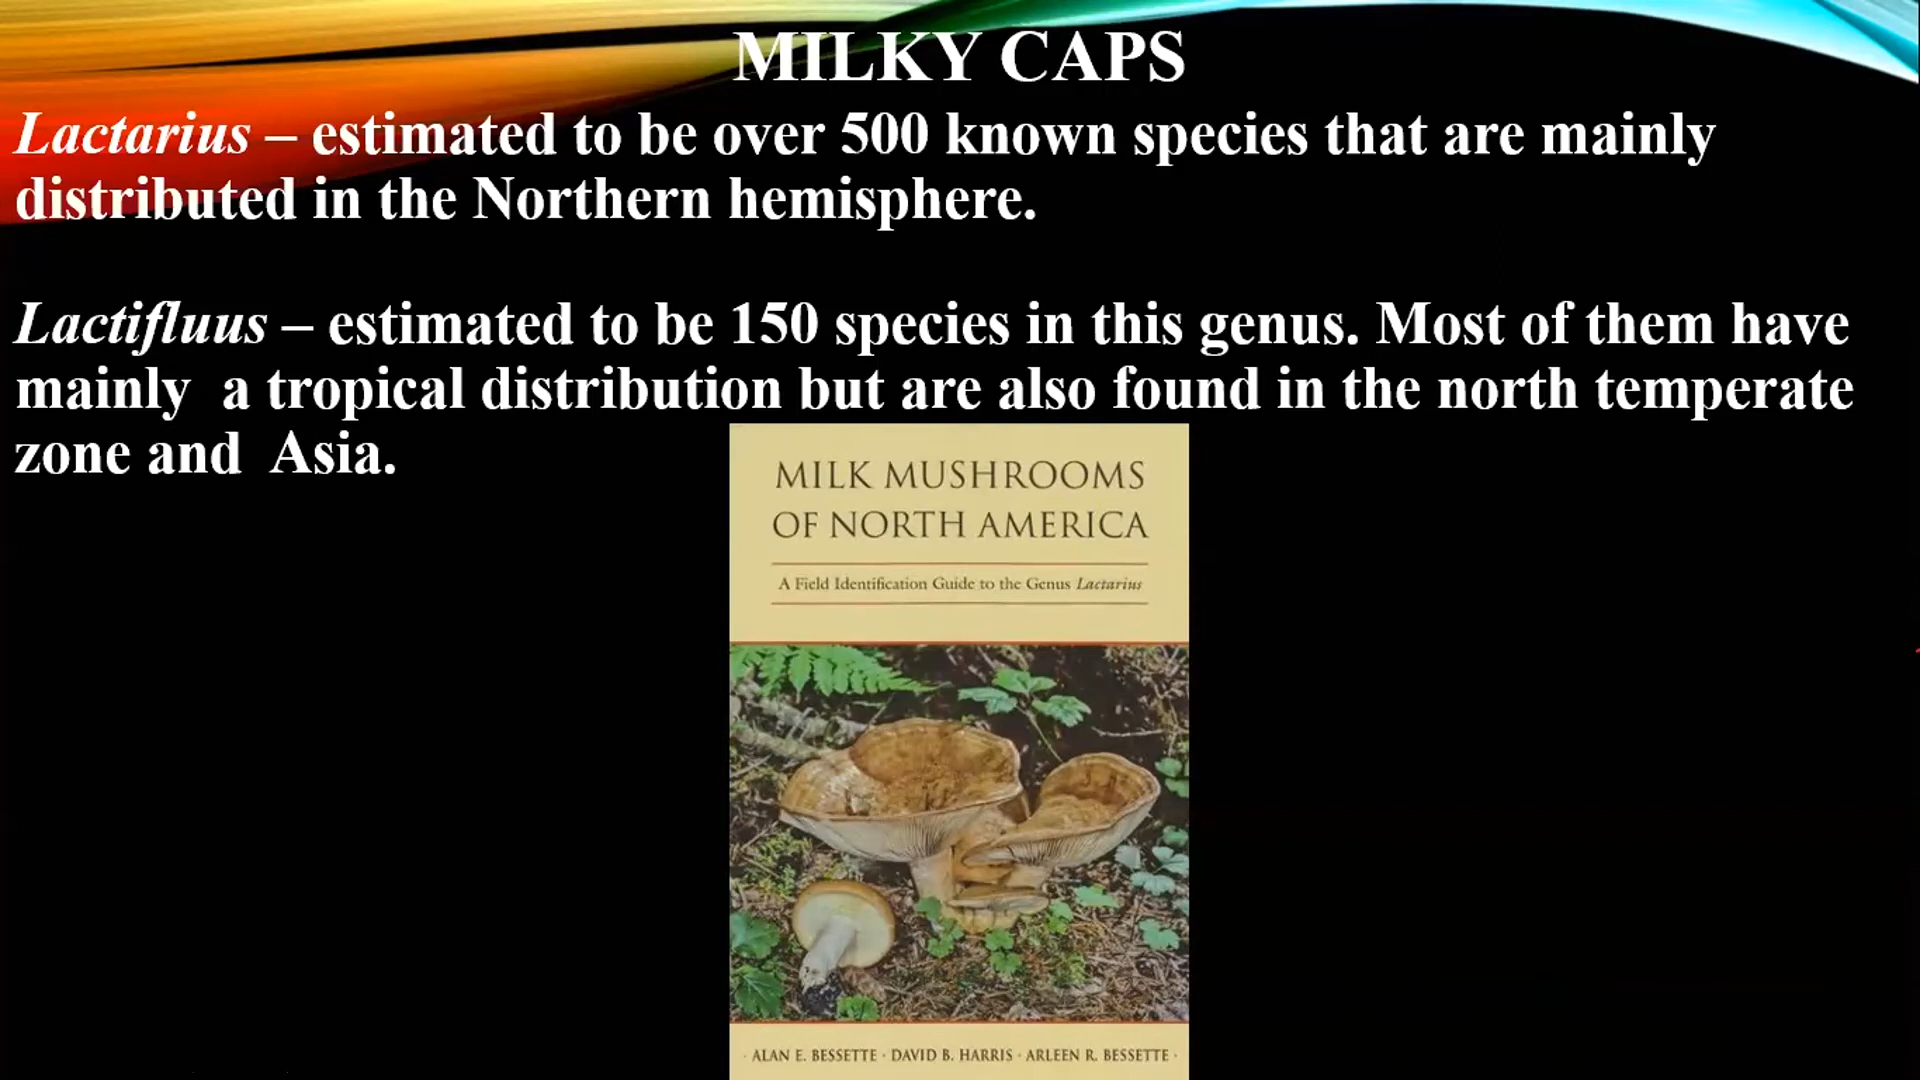 MILKY CAPS
Lactarius – estimated to be over 500 known species that are mainly
distributed in the Northern hemisphere.
Lactifluus – estimated to be 150 species in this genus. Most of them have
mainly a tropical distribution but are also found in the north temperate
zone and Asia.
MILK MUSHROOMS
OF NORTH AMERICA
A Field Identification Guide to the Genus Lactarius
· ALAN E. BESSETTE · DAVID B. HARRIS · ARLEEN R. BESSETTE ·